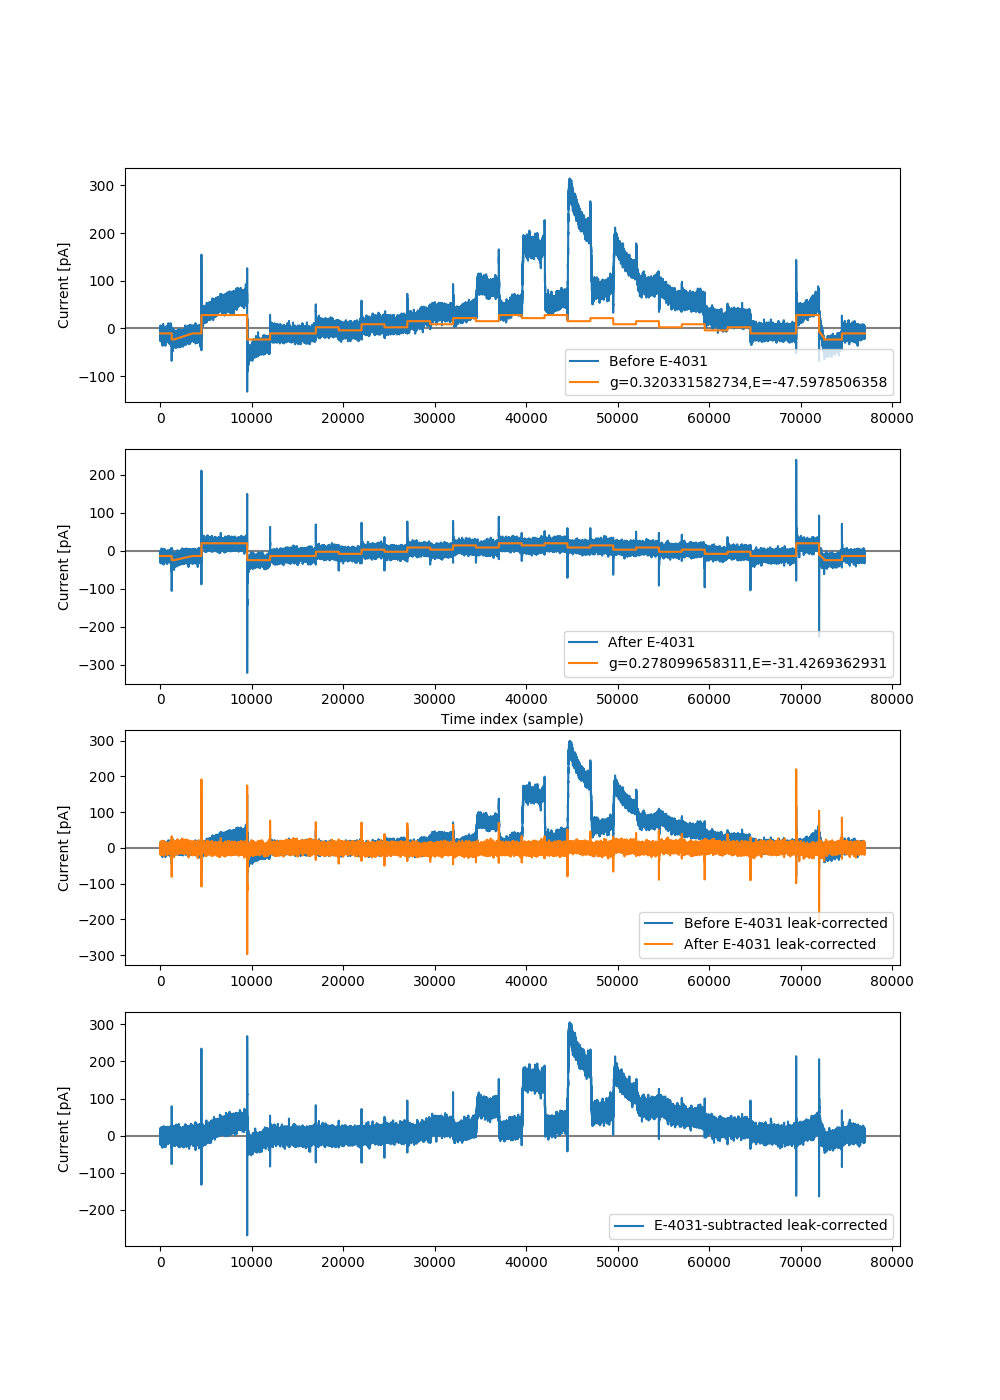 300
200
100
0
−100
Current [pA]
Before E-4031
g=0.320331582734,E=-47.5978506358
0 10000 20000 30000 40000 50000 60000 70000 80000
200
100
0
−100
−200
−300
Current [pA]
After E-4031
g=0.278099658311,E=-31.4269362931
0 10000 20000 30000 40000 50000 60000 70000 80000
Time index (sample)
300
200
100
0
−100
−200
−300
Current [pA]
Before E-4031 leak-corrected
After E-4031 leak-corrected
0 10000 20000 30000 40000 50000 60000 70000 80000
300
200
100
0
−100
−200
Current [pA]
E-4031-subtracted leak-corrected
0 10000 20000 30000 40000 50000 60000 70000 80000